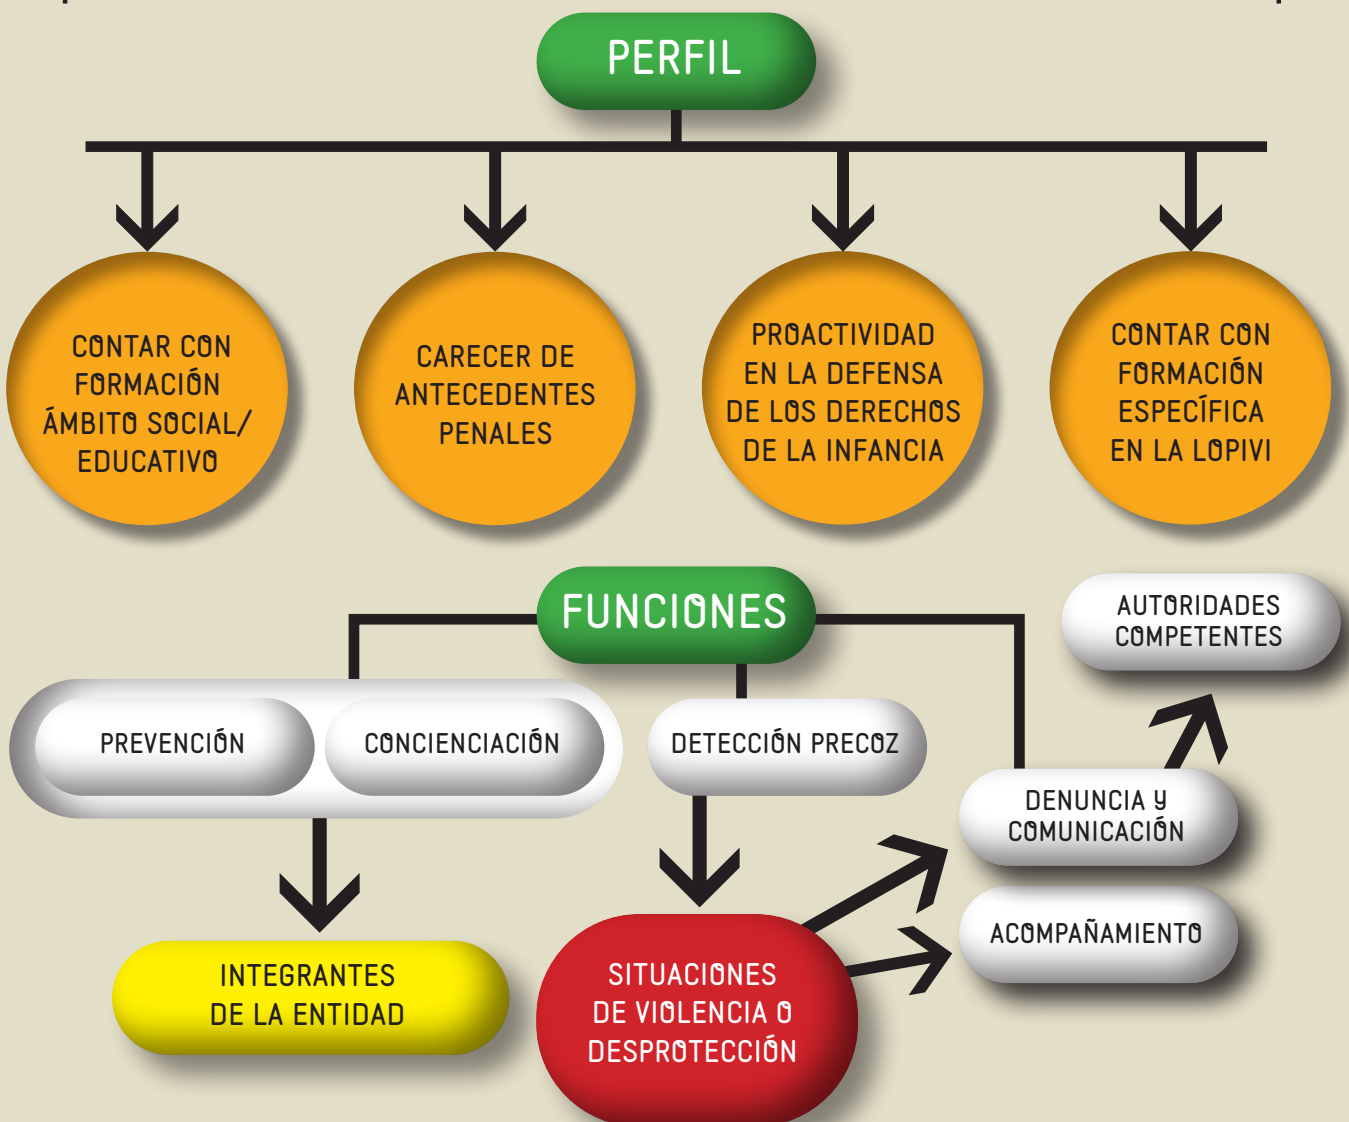 PERFIL
CONTAR CON
FORMACIÓN
ÁMBITO SOCIAL/
EDUCATIVO
CARECER DE
ANTECEDENTES
PENALES
PROACTIVIDAD
EN LA DEFENSA
DE LOS DERECHOS
DE LA INFANCIA
CONTAR CON
FORMACIÓN
ESPECÍFICA
EN LA LOPIVI
FUNCIONES
AUTORIDADES
COMPETENTES
PREVENCIÓN
CONCIENCIACIÓN
DETECCIÓN PRECOZ
DENUNCIA Y
COMUNICACIÓN
ACOMPAÑAMIENTO
INTEGRANTES
DE LA ENTIDAD
SITUACIONES
DE VIOLENCIA O
DESPROTECCIÓN